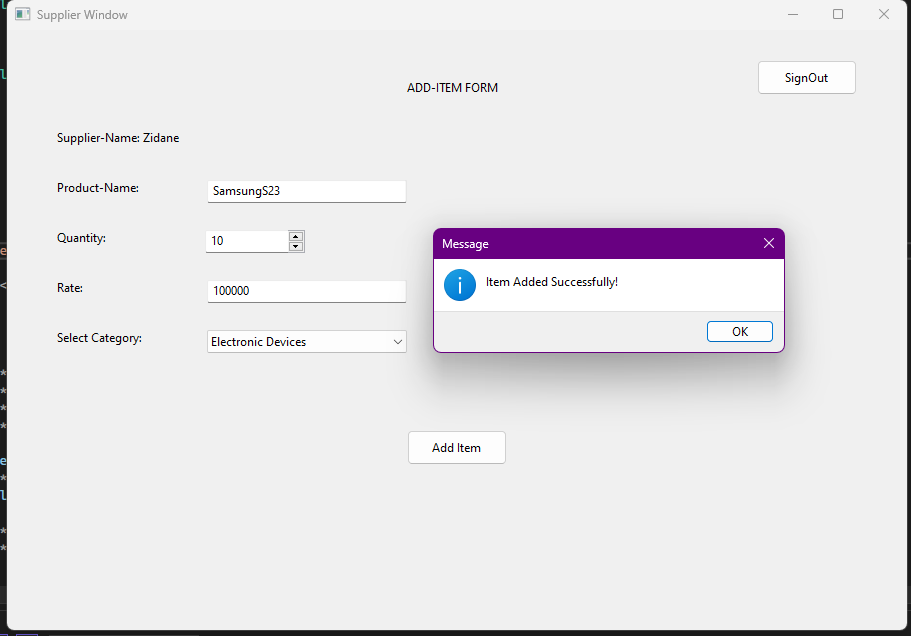 Supplier Window
SignOut
ADD-ITEM FORM
Supplier-Name: Zidane
Product-Name:
SamsungS23
Quantity:
10
Message
Item Added Successfully!
OK
Rate:
100000
Select Category:
Electronic Devices
Add Item